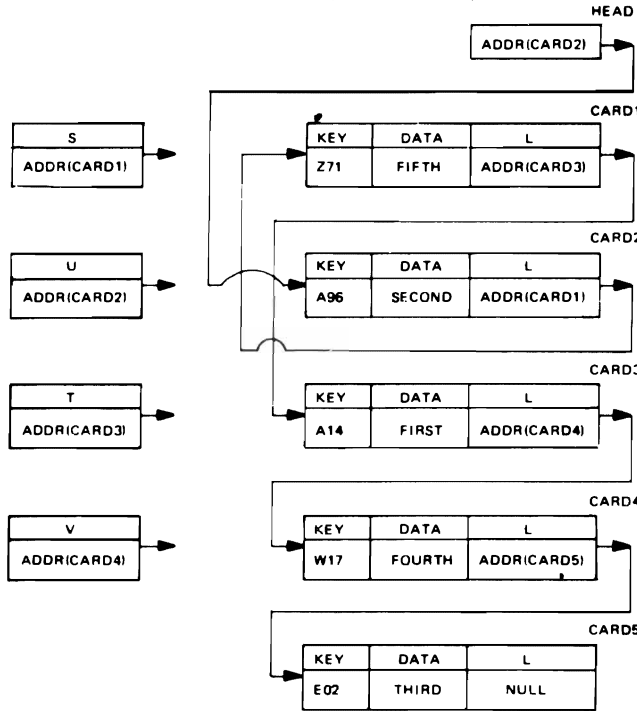 HEAD
ADDR(CARD2)
CARD1
S
ADDR(CARD1)
KEY DATA L
Z71 FIFTH ADDR(CARD3)
CARD2
U
ADDR(CARD2)
KEY DATA L
A96 SECOND ADDR(CARD1)
CARD3
T
ADDR(CARD3)
KEY DATA L
A14 FIRST ADDR(CARD4)
CARD4
V
ADDR(CARD4)
KEY DATA L
W17 FOURTH ADDR(CARD5)
CARD5
KEY DATA L
E02 THIRD NULL